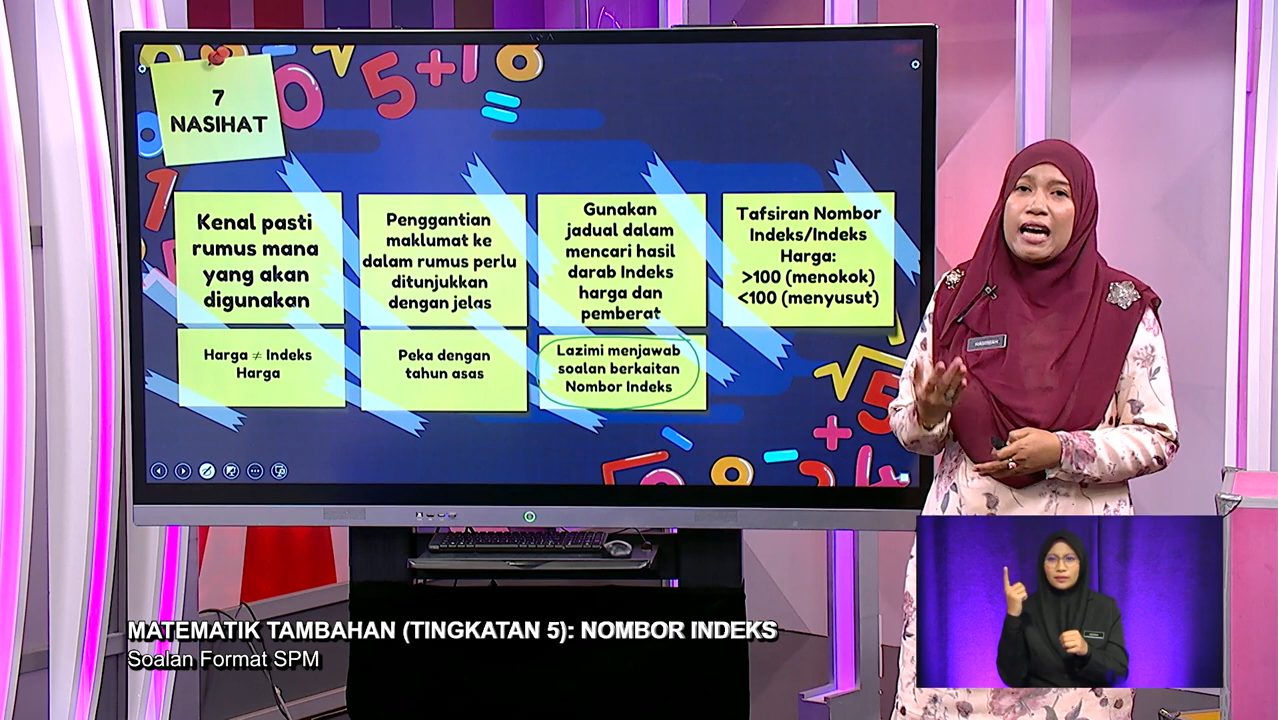 7
NASIHAT
Kenal pasti
rumus mana
yang akan
digunakan
Penggantian
maklumat ke
dalam rumus perlu
ditunjukkan
dengan jelas
Gunakan
jadual dalam
mencari hasil
darab Indeks
harga dan
pemberat
Tafsiran Nombor
Indeks/Indeks
Harga:
>100 (menokok)
<100 (menyusut)
Harga ≠ Indeks
Harga
Peka dengan
tahun asas
Lazimi menjawab
soalan berkaitan
Nombor Indeks
MATEMATIK TAMBAHAN (TINGKATAN 5): NOMBOR INDEKS
Soalan Format SPM